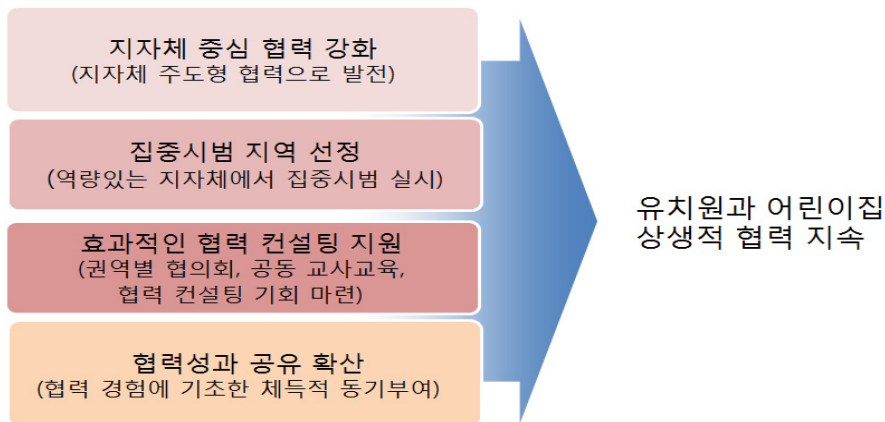 지자체 중심 협력 강화
(지자체 주도형 협력으로 발전)
집중시범 지역 선정
(역량있는 지자체에서 집중시범 실시)
효과적인 협력 컨설팅 지원
(권역별 협의회, 공동 교사교육,
협력 컨설팅 기회 마련)
협력성과 공유 확산
(협력 경험에 기초한 체득적 동기부여)
유치원과 어린이집
상생적 협력 지속